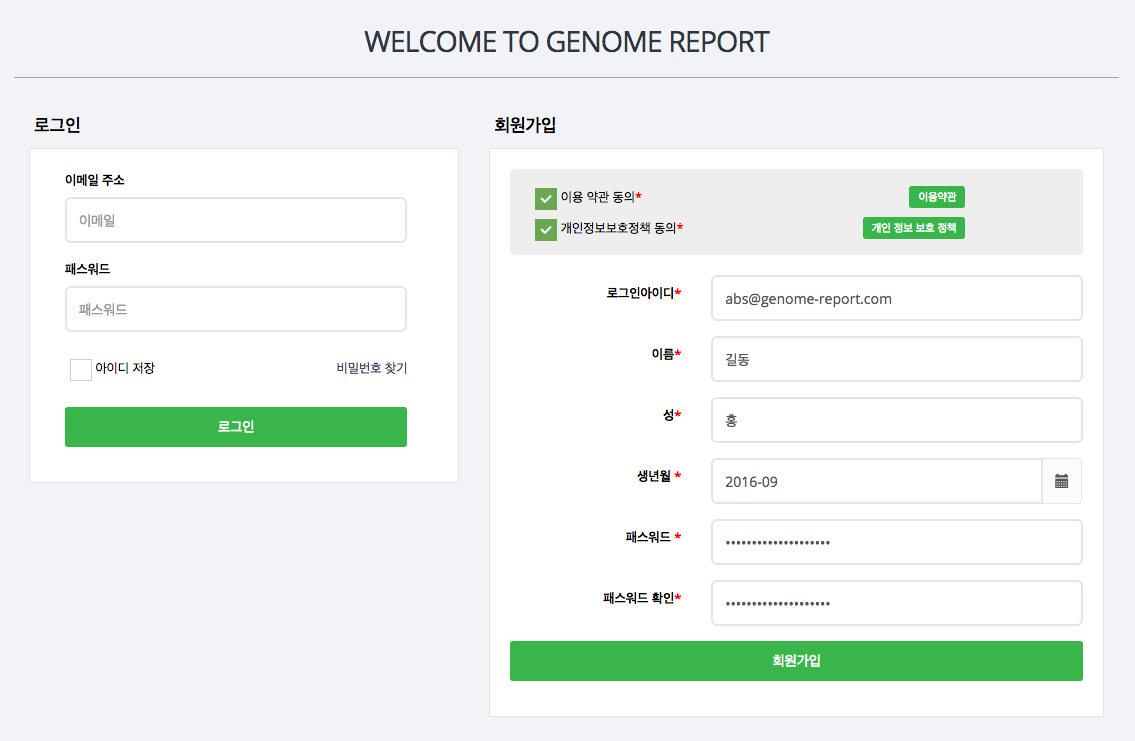 WELCOME TO GENOME REPORT
로그인
이메일 주소
이메일
패스워드
패스워드
아이디 저장 비밀번호 찾기
로그인
회원가입
이용 약관 동의* 이용약관
개인정보보호정책 동의* 개인 정보 보호 정책
로그인아이디* abs@genome-report.com
이름* 길동
성* 홍
생년월 * 2016-09
패스워드 * ••••••••••••••••••••
패스워드 확인* ••••••••••••••••••••
회원가입